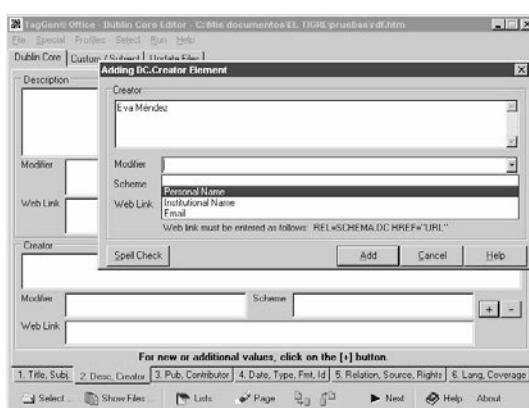 TagGen® Office - Dublin Core Editor - C:\Mis documentos\EL TIGRE\pruebas\rdf.htm
File Special Profiles Select Run Help
Dublin Core Custom / Subject Update Files
Adding DC.Creator Element
Description
Creator
Eva Méndez
Modifier
Modifier
Scheme
Personal Name
Web Link
Web Link
Institutional Name
Email
Web link must be entered as follows: REL=SCHEMA.DC HREF="URL"
Creator
Spell Check Add Cancel Help
Modifier Scheme + -
Web Link
For new or additional values, click on the [+] button.
1. Title, Subj. 2. Desc, Creator 3. Pub, Contributor 4. Date, Type, Fmt, Id 5. Relation, Source, Rights 6. Lang, Coverage
Select ... Show Files ... Lists Page Next Help About